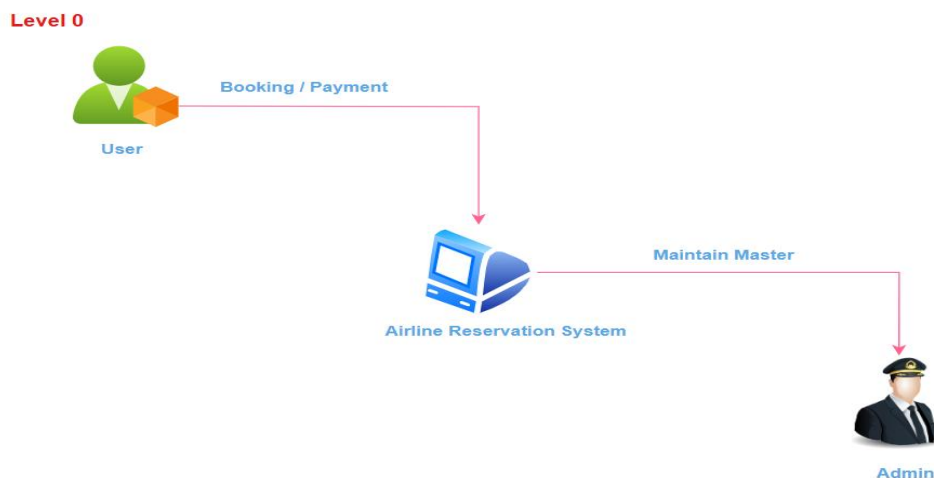 Level 0
Booking / Payment
User
Maintain Master
Airline Reservation System
Admin